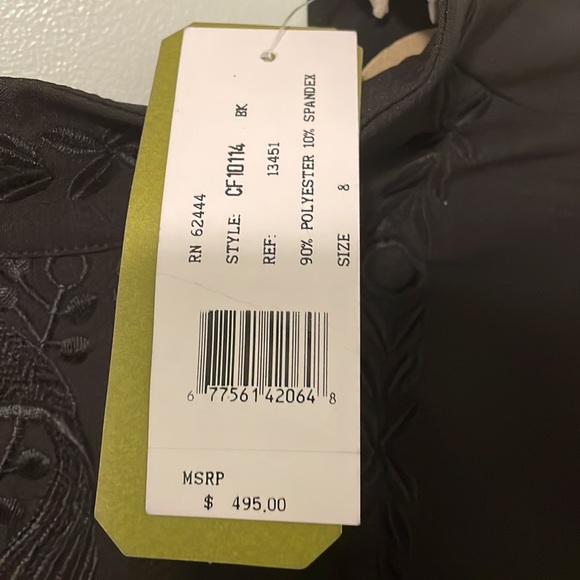 RN 62444
STYLE: CF10114 BK
REF: 13451
90% POLYESTER 10% SPANDEX
SIZE 8
6 77561 42064 8
MSRP
$ 495.00